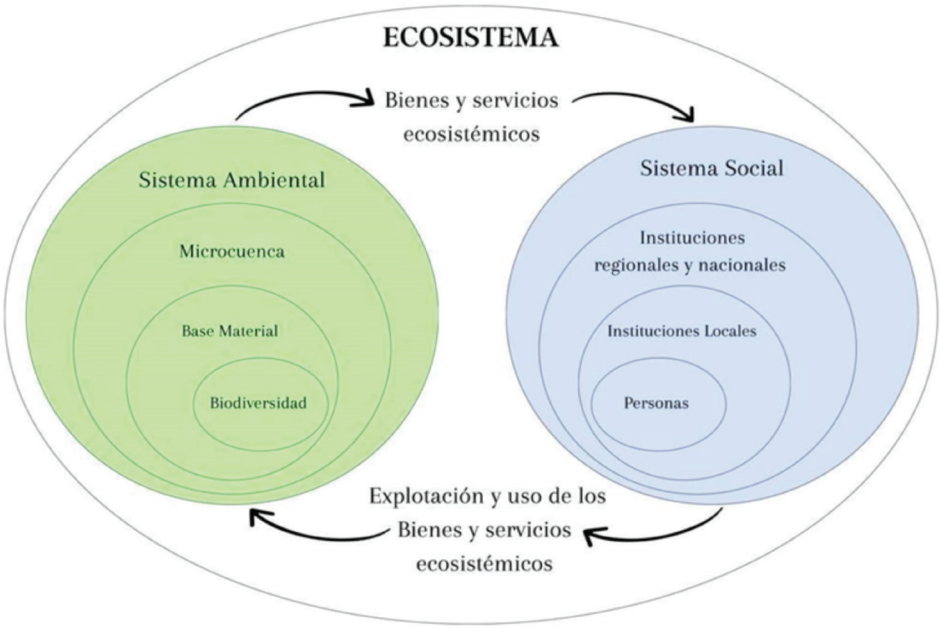 ECOSISTEMA
Bienes y servicios
ecosistémicos
Sistema Ambiental
Microcuenca
Base Material
Biodiversidad
Sistema Social
Instituciones
regionales y nacionales
Instituciones Locales
Personas
Explotación y uso de los
Bienes y servicios
ecosistémicos